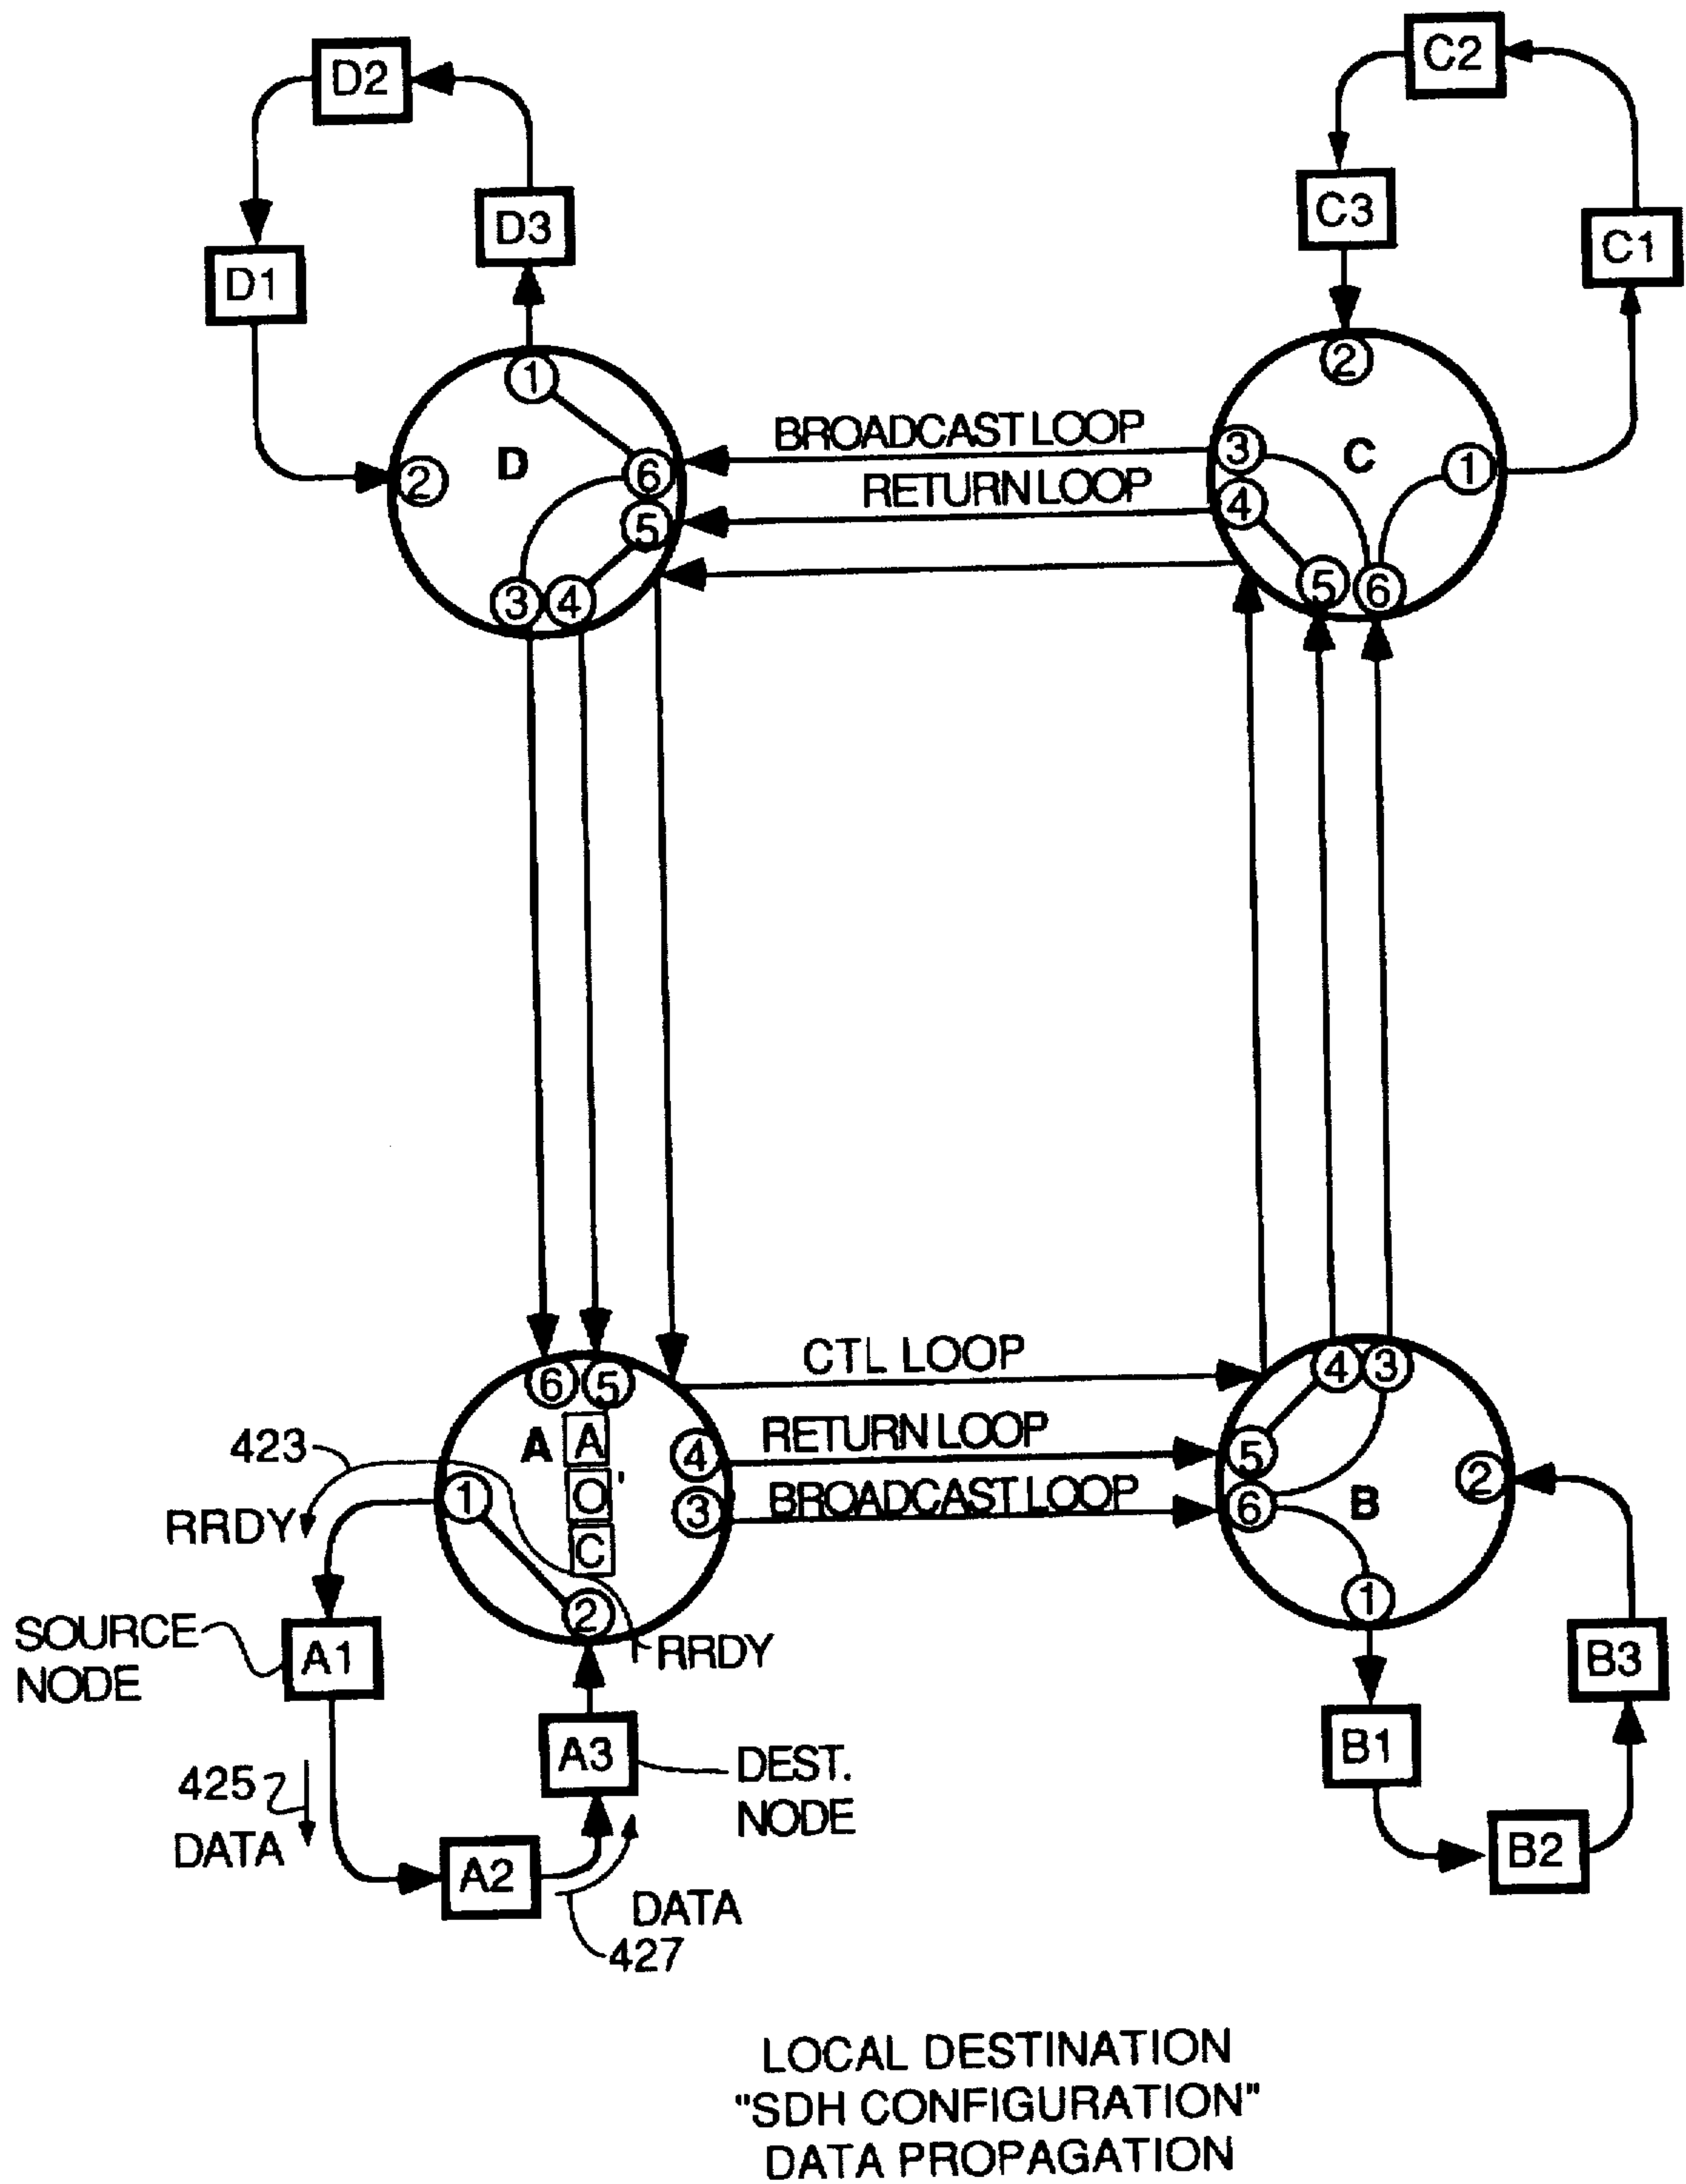 D2
C2
D3
C3
C1
D1
1
2
BROADCAST LOOP
D
2
6
3
C
1
RETURN LOOP
5
4
3
4
5
6
6
5
CTL LOOP
4
3
A
A
4
RETURN LOOP
5
2
423
1
O'
3
BROADCAST LOOP
6
B
RRDY
C
2
1
SOURCE
NODE
A1
RRDY
B3
A3
DEST.
NODE
B1
425
DATA
A2
B2
DATA
427
LOCAL DESTINATION
"SDH CONFIGURATION"
DATA PROPAGATION